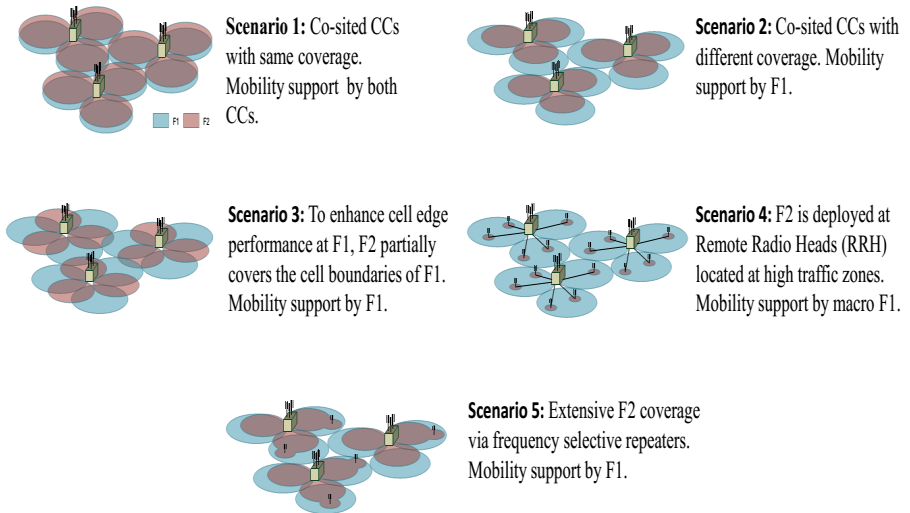 Scenario 1: Co-sited CCs
with same coverage.
Mobility support by both
CCs.
F1 F2
Scenario 2: Co-sited CCs with
different coverage. Mobility
support by F1.
Scenario 3: To enhance cell edge
performance at F1, F2 partially
covers the cell boundaries of F1.
Mobility support by F1.
Scenario 4: F2 is deployed at
Remote Radio Heads (RRH)
located at high traffic zones.
Mobility support by macro F1.
Scenario 5: Extensive F2 coverage
via frequency selective repeaters.
Mobility support by F1.